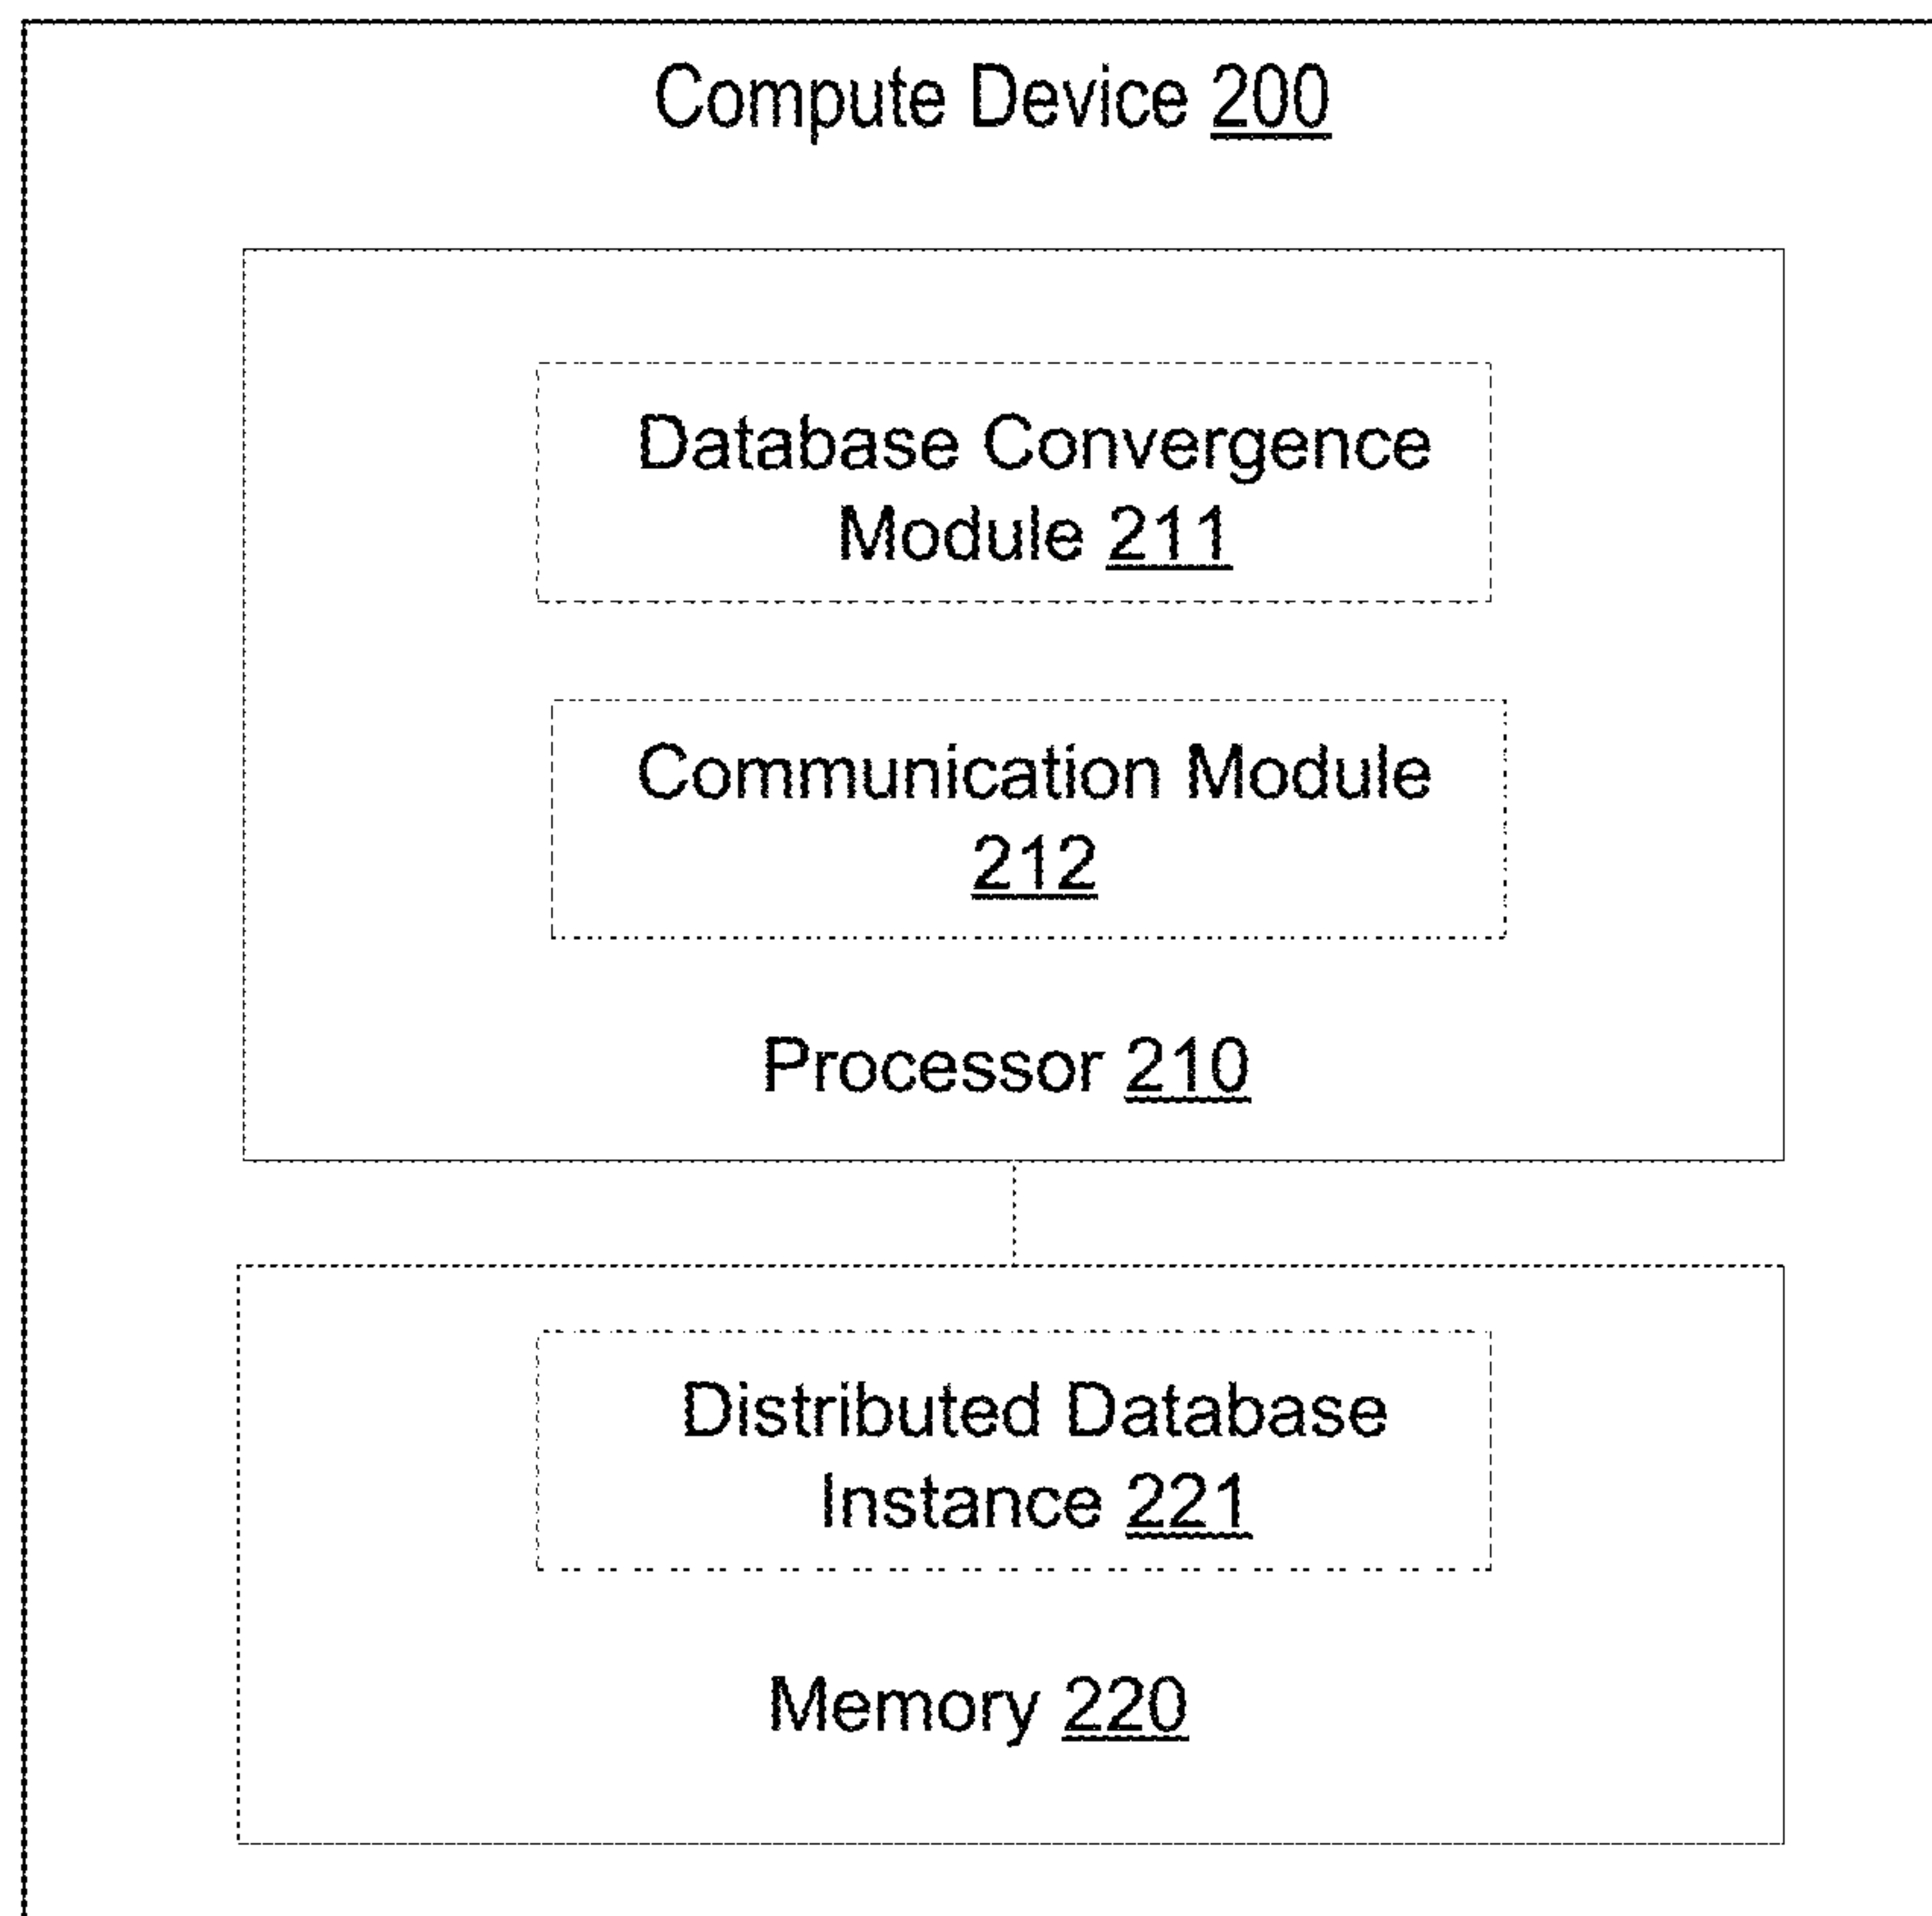 Compute Device 200
Database Convergence
Module 211
Communication Module
212
Processor 210
Distributed Database
Instance 221
Memory 220